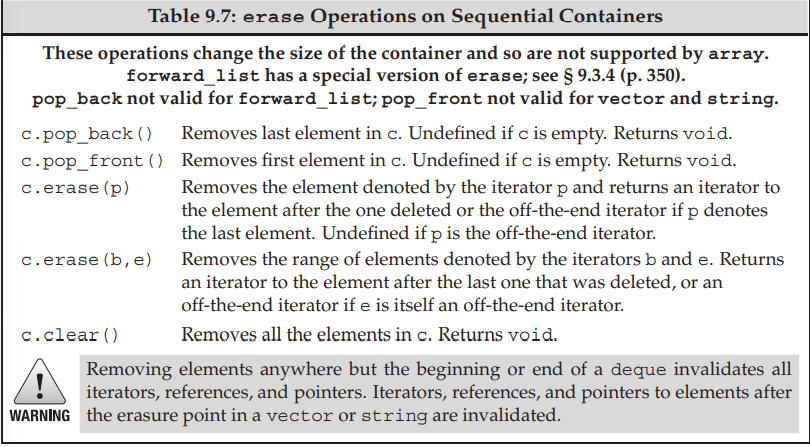 Table 9.7: erase Operations on Sequential Containers
These operations change the size of the container and so are not supported by array.
forward_list has a special version of erase; see § 9.3.4 (p. 350).
pop_back not valid for forward_list; pop_front not valid for vector and string.
c.pop_back() Removes last element in c. Undefined if c is empty. Returns void.
c.pop_front() Removes first element in c. Undefined if c is empty. Returns void.
c.erase(p) Removes the element denoted by the iterator p and returns an iterator to
the element after the one deleted or the off-the-end iterator if p denotes
the last element. Undefined if p is the off-the-end iterator.
c.erase(b,e) Removes the range of elements denoted by the iterators b and e. Returns
an iterator to the element after the last one that was deleted, or an
off-the-end iterator if e is itself an off-the-end iterator.
c.clear() Removes all the elements in c. Returns void.
! 
WARNING
Removing elements anywhere but the beginning or end of a deque invalidates all
iterators, references, and pointers. Iterators, references, and pointers to elements after
the erasure point in a vector or string are invalidated.